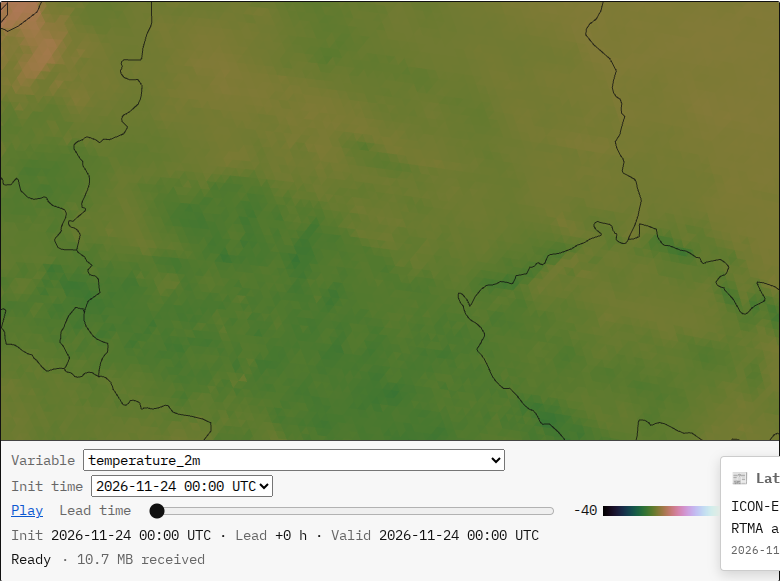 Variable temperature_2m
Init time 2026-11-24 00:00 UTC
Play Lead time -40
Init 2026-11-24 00:00 UTC · Lead +0 h · Valid 2026-11-24 00:00 UTC
Ready · 10.7 MB received
📰 Lat
ICON-E
RTMA a
2026-11